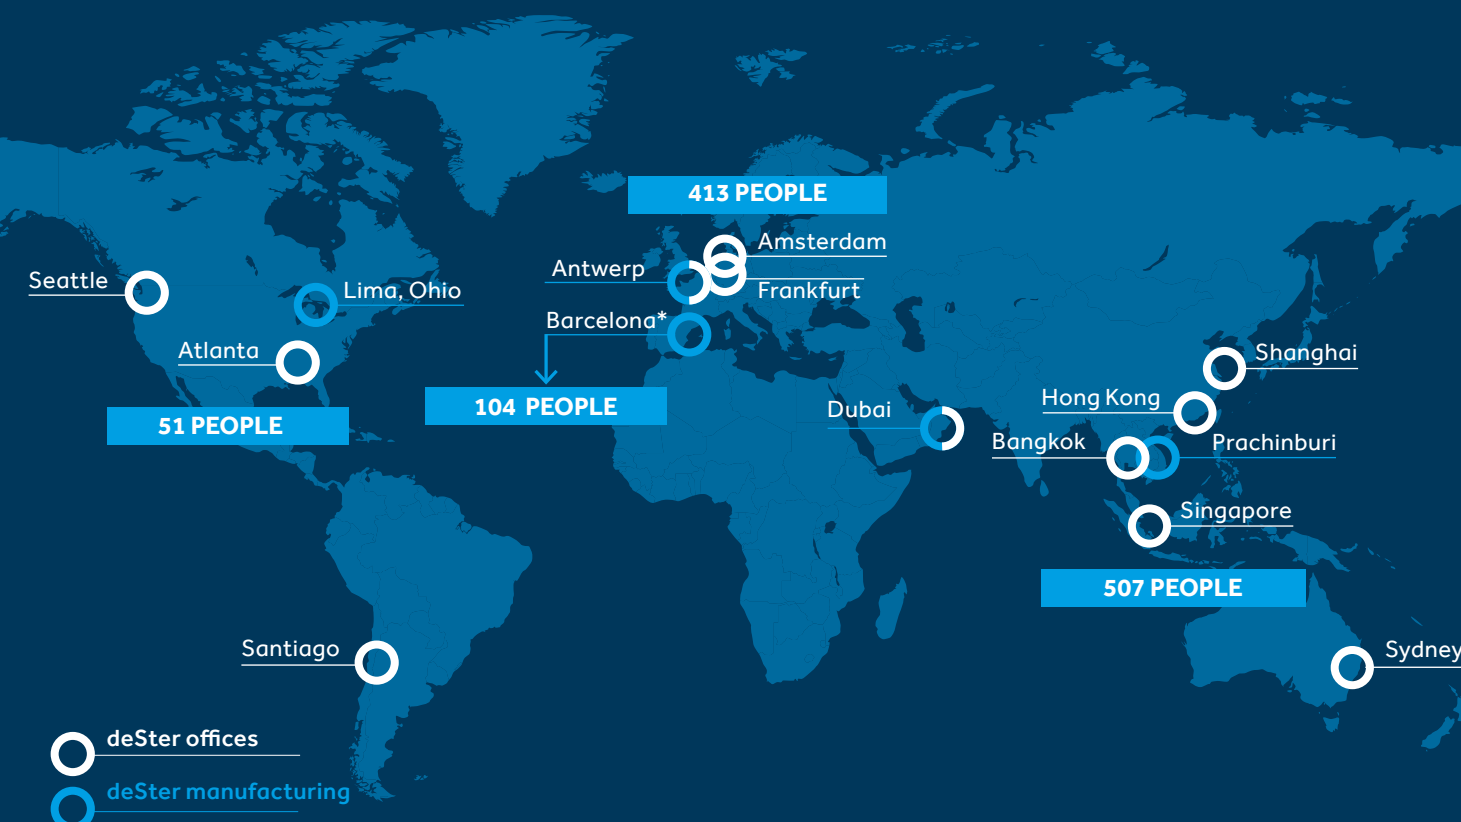 413 PEOPLE
Amsterdam
Antwerp
Frankfurt
Seattle
Lima, Ohio
Barcelona*
Atlanta
Shanghai
Hong Kong
104 PEOPLE
Dubai
51 PEOPLE
Bangkok
Prachinburi
Singapore
507 PEOPLE
Santiago
Sydney
deSter offices
deSter manufacturing